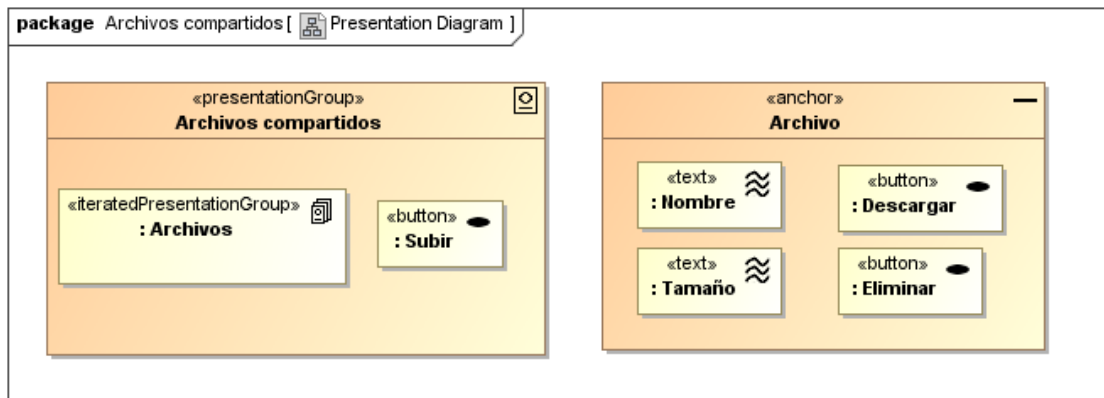 package Archivos compartidos [ Presentation Diagram ]
«presentationGroup»
Archivos compartidos
«iteratedPresentationGroup»
: Archivos
«button»
: Subir
«anchor»
Archivo
«text»
: Nombre
«button»
: Descargar
«text»
: Tamaño
«button»
: Eliminar